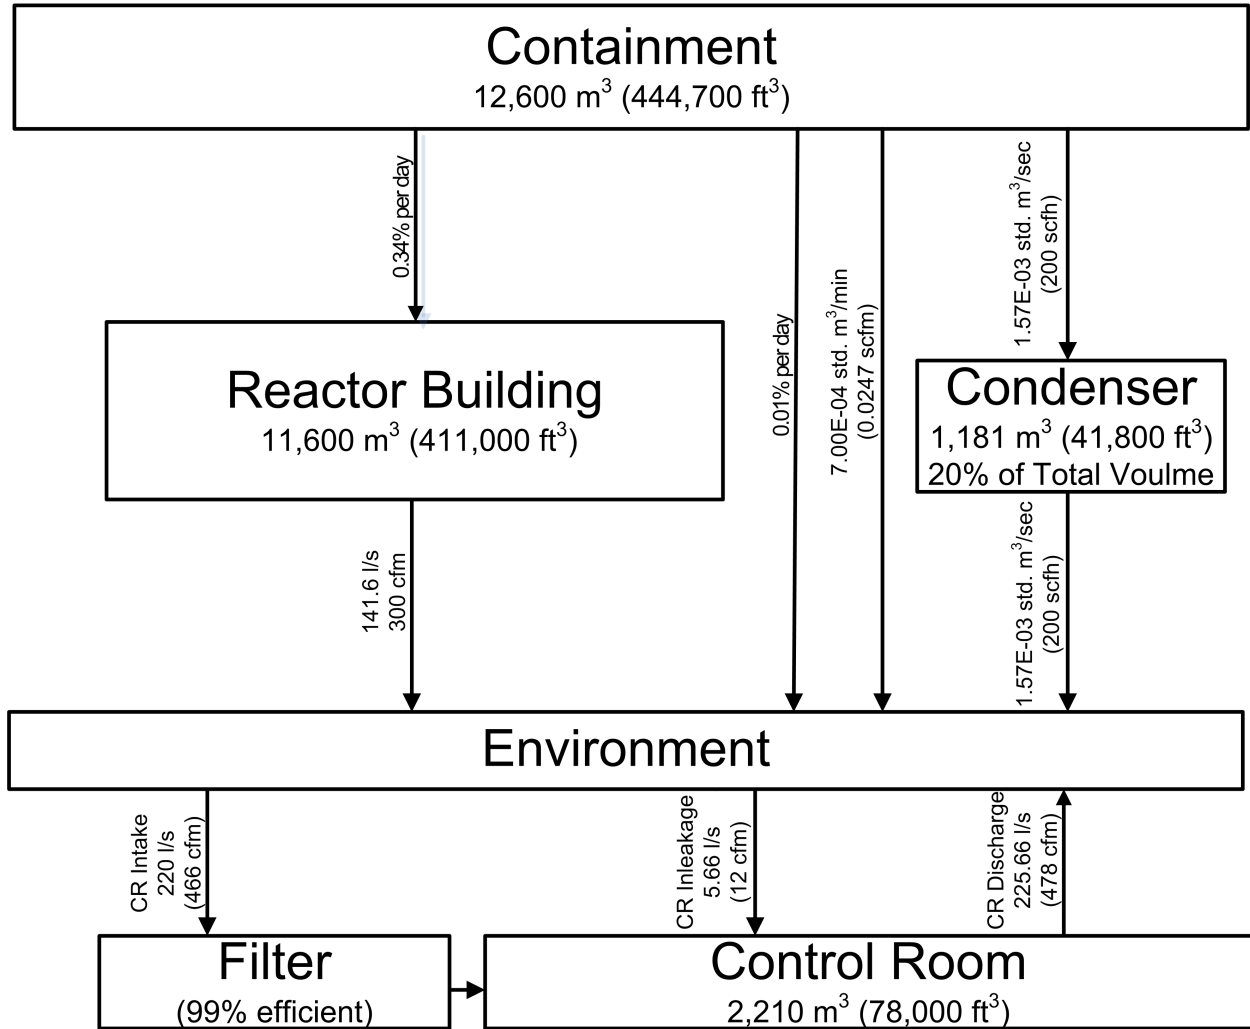 Containment
12,600 m³ (444,700 ft³)
0.34% per day
0.01% per day
7.00E-04 std. m³/min
(0.0247 scfm)
1.57E-03 std. m³/sec
(200 scfh)
Reactor Building
11,600 m³ (411,000 ft³)
Condenser
1,181 m³ (41,800 ft³)
20% of Total Voulme
141.6 l/s
300 cfm
1.57E-03 std. m³/sec
(200 scfh)
Environment
CR Intake
220 l/s
(466 cfm)
CR Inleakage
5.66 l/s
(12 cfm)
CR Discharge
225.66 l/s
(478 cfm)
Filter
(99% efficient)
Control Room
2,210 m³ (78,000 ft³)